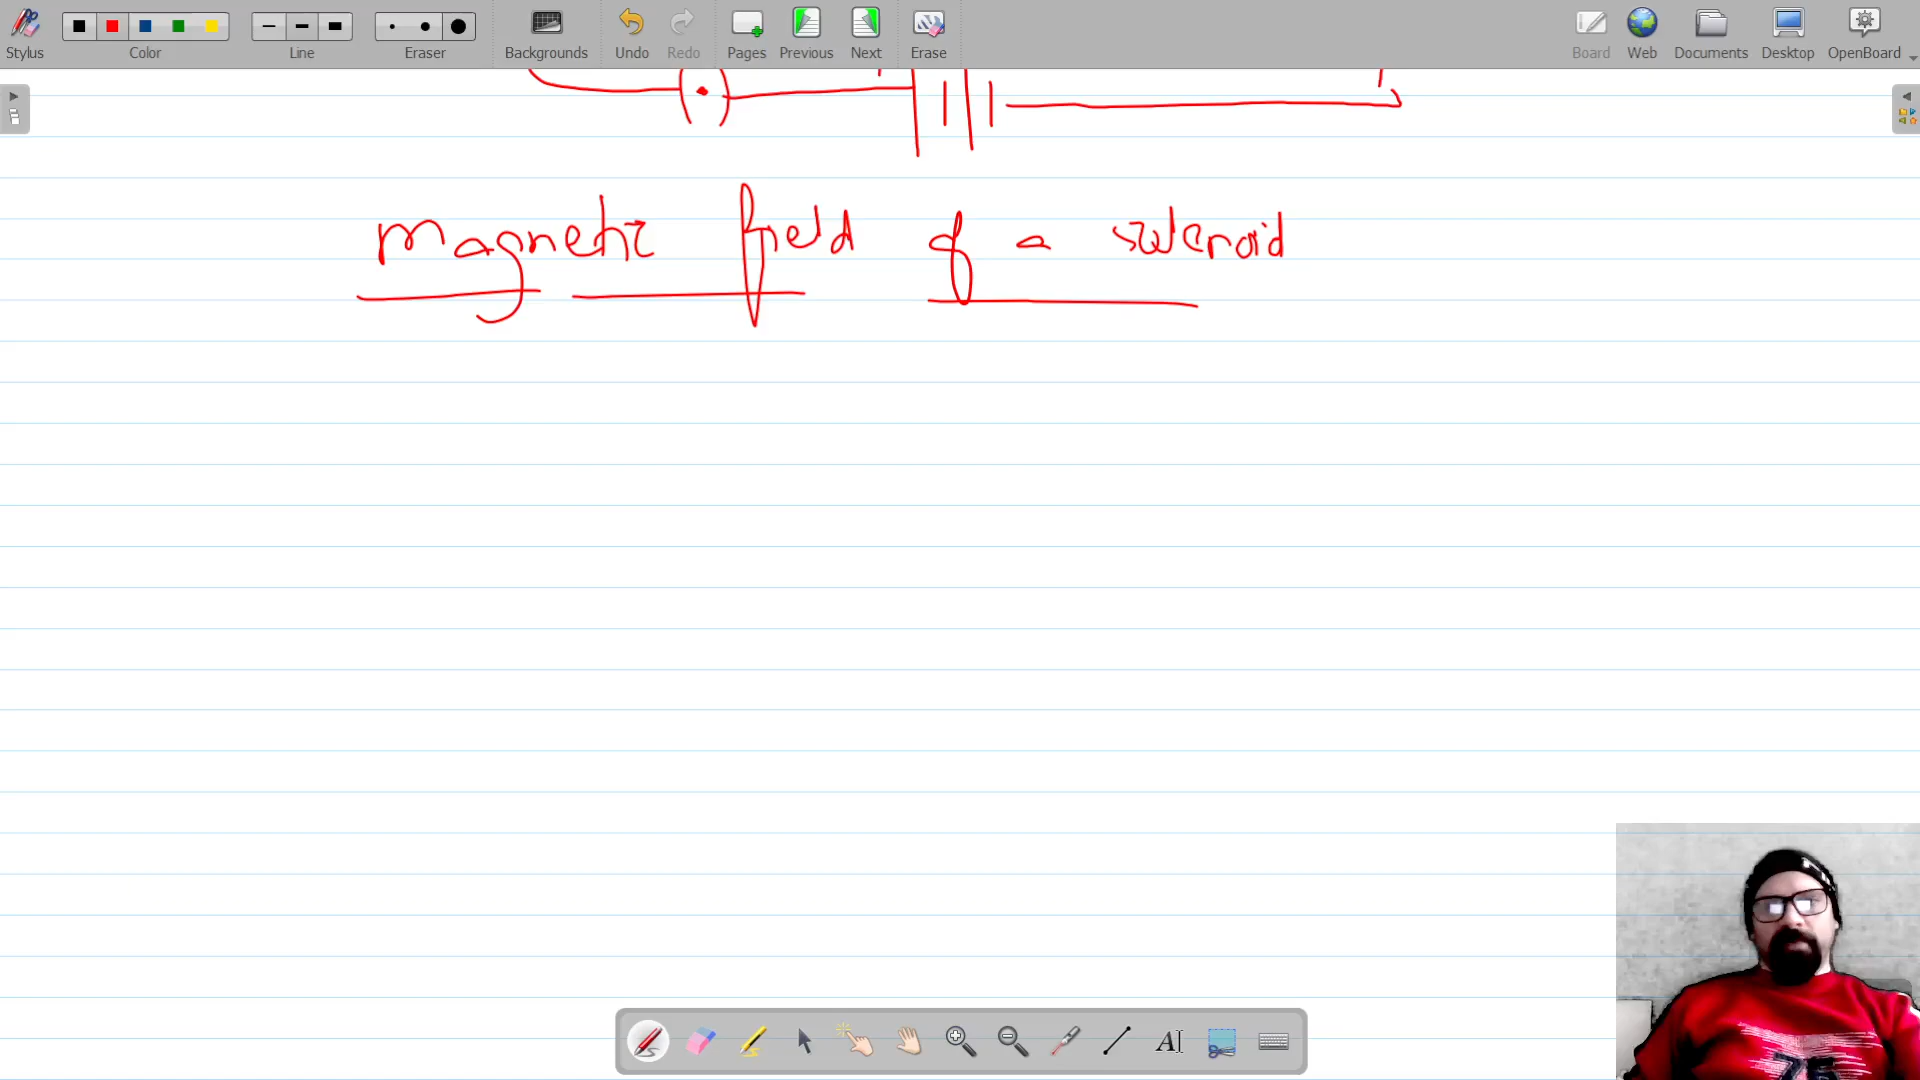 Stylus Color Line Eraser Backgrounds Undo Redo Pages Previous Next Erase Board Web Documents Desktop OpenBoard
magnetic field of a solenoid